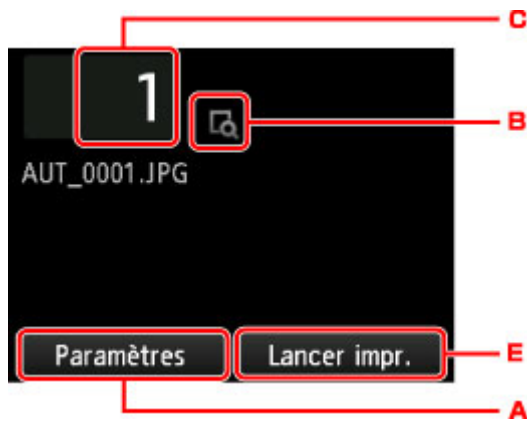 C
1
B
AUT_0001.JPG
Paramètres
Lancer impr.
E
A